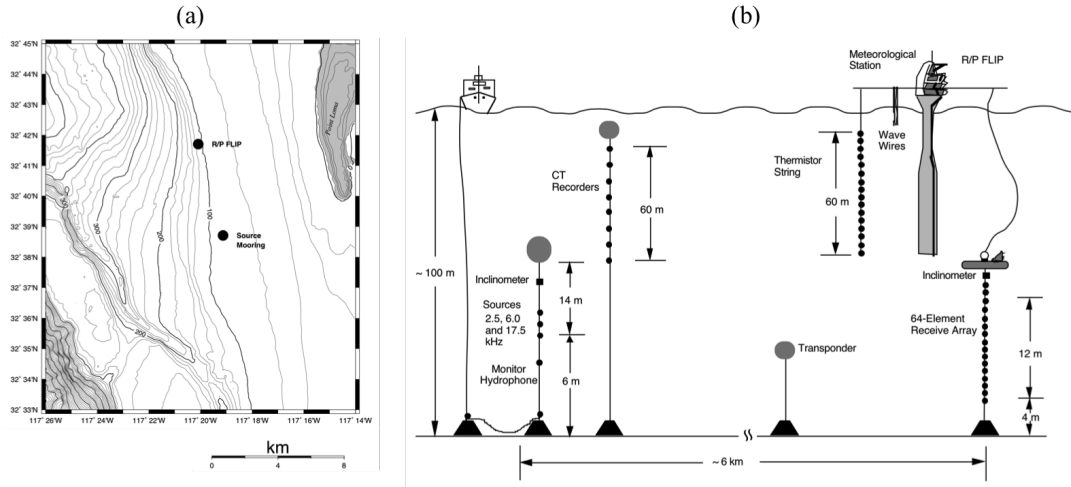 (a)
32° 45'N
32° 44'N
32° 43'N
32° 42'N
32° 41'N
32° 40'N
32° 39'N
32° 38'N
32° 37'N
32° 36'N
32° 35'N
32° 34'N
32° 33'N
117° 26'W
117° 24'W
117° 22'W
117° 20'W
117° 18'W
117° 16'W
117° 14'W
Point Loma
R/P FLIP
Source
Mooring
100
200
300
300
200
km
0
4
8
(b)
Meteorological
Station
R/P FLIP
Wave
Wires
CT
Recorders
60 m
Thermistor
String
60 m
~ 100 m
Inclinometer
14 m
Sources
2.5, 6.0
and 17.5
kHz
Monitor
Hydrophone
6 m
Transponder
Inclinometer
64-Element
Receive Array
12 m
4 m
~ 6 km